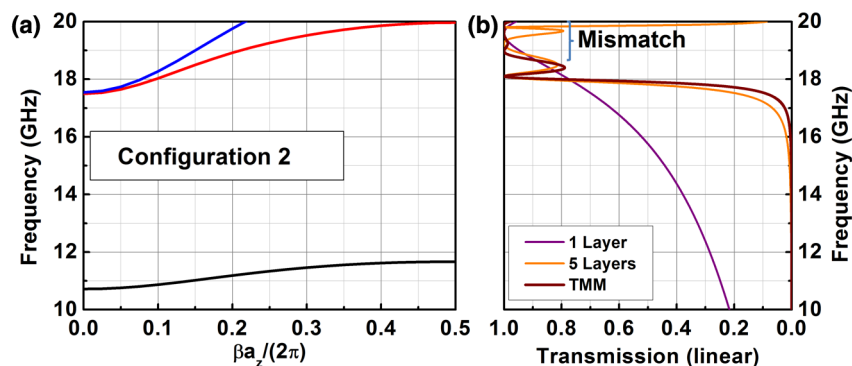 (a)
20
18
16
14
12
10
Frequency (GHz)
Configuration 2
0.0 0.1 0.2 0.3 0.4 0.5
βa_z/(2π)
(b)
Mismatch
1 Layer
5 Layers
TMM
20
18
16
14
12
10
Frequency (GHz)
1.0 0.8 0.6 0.4 0.2 0.0
Transmission (linear)